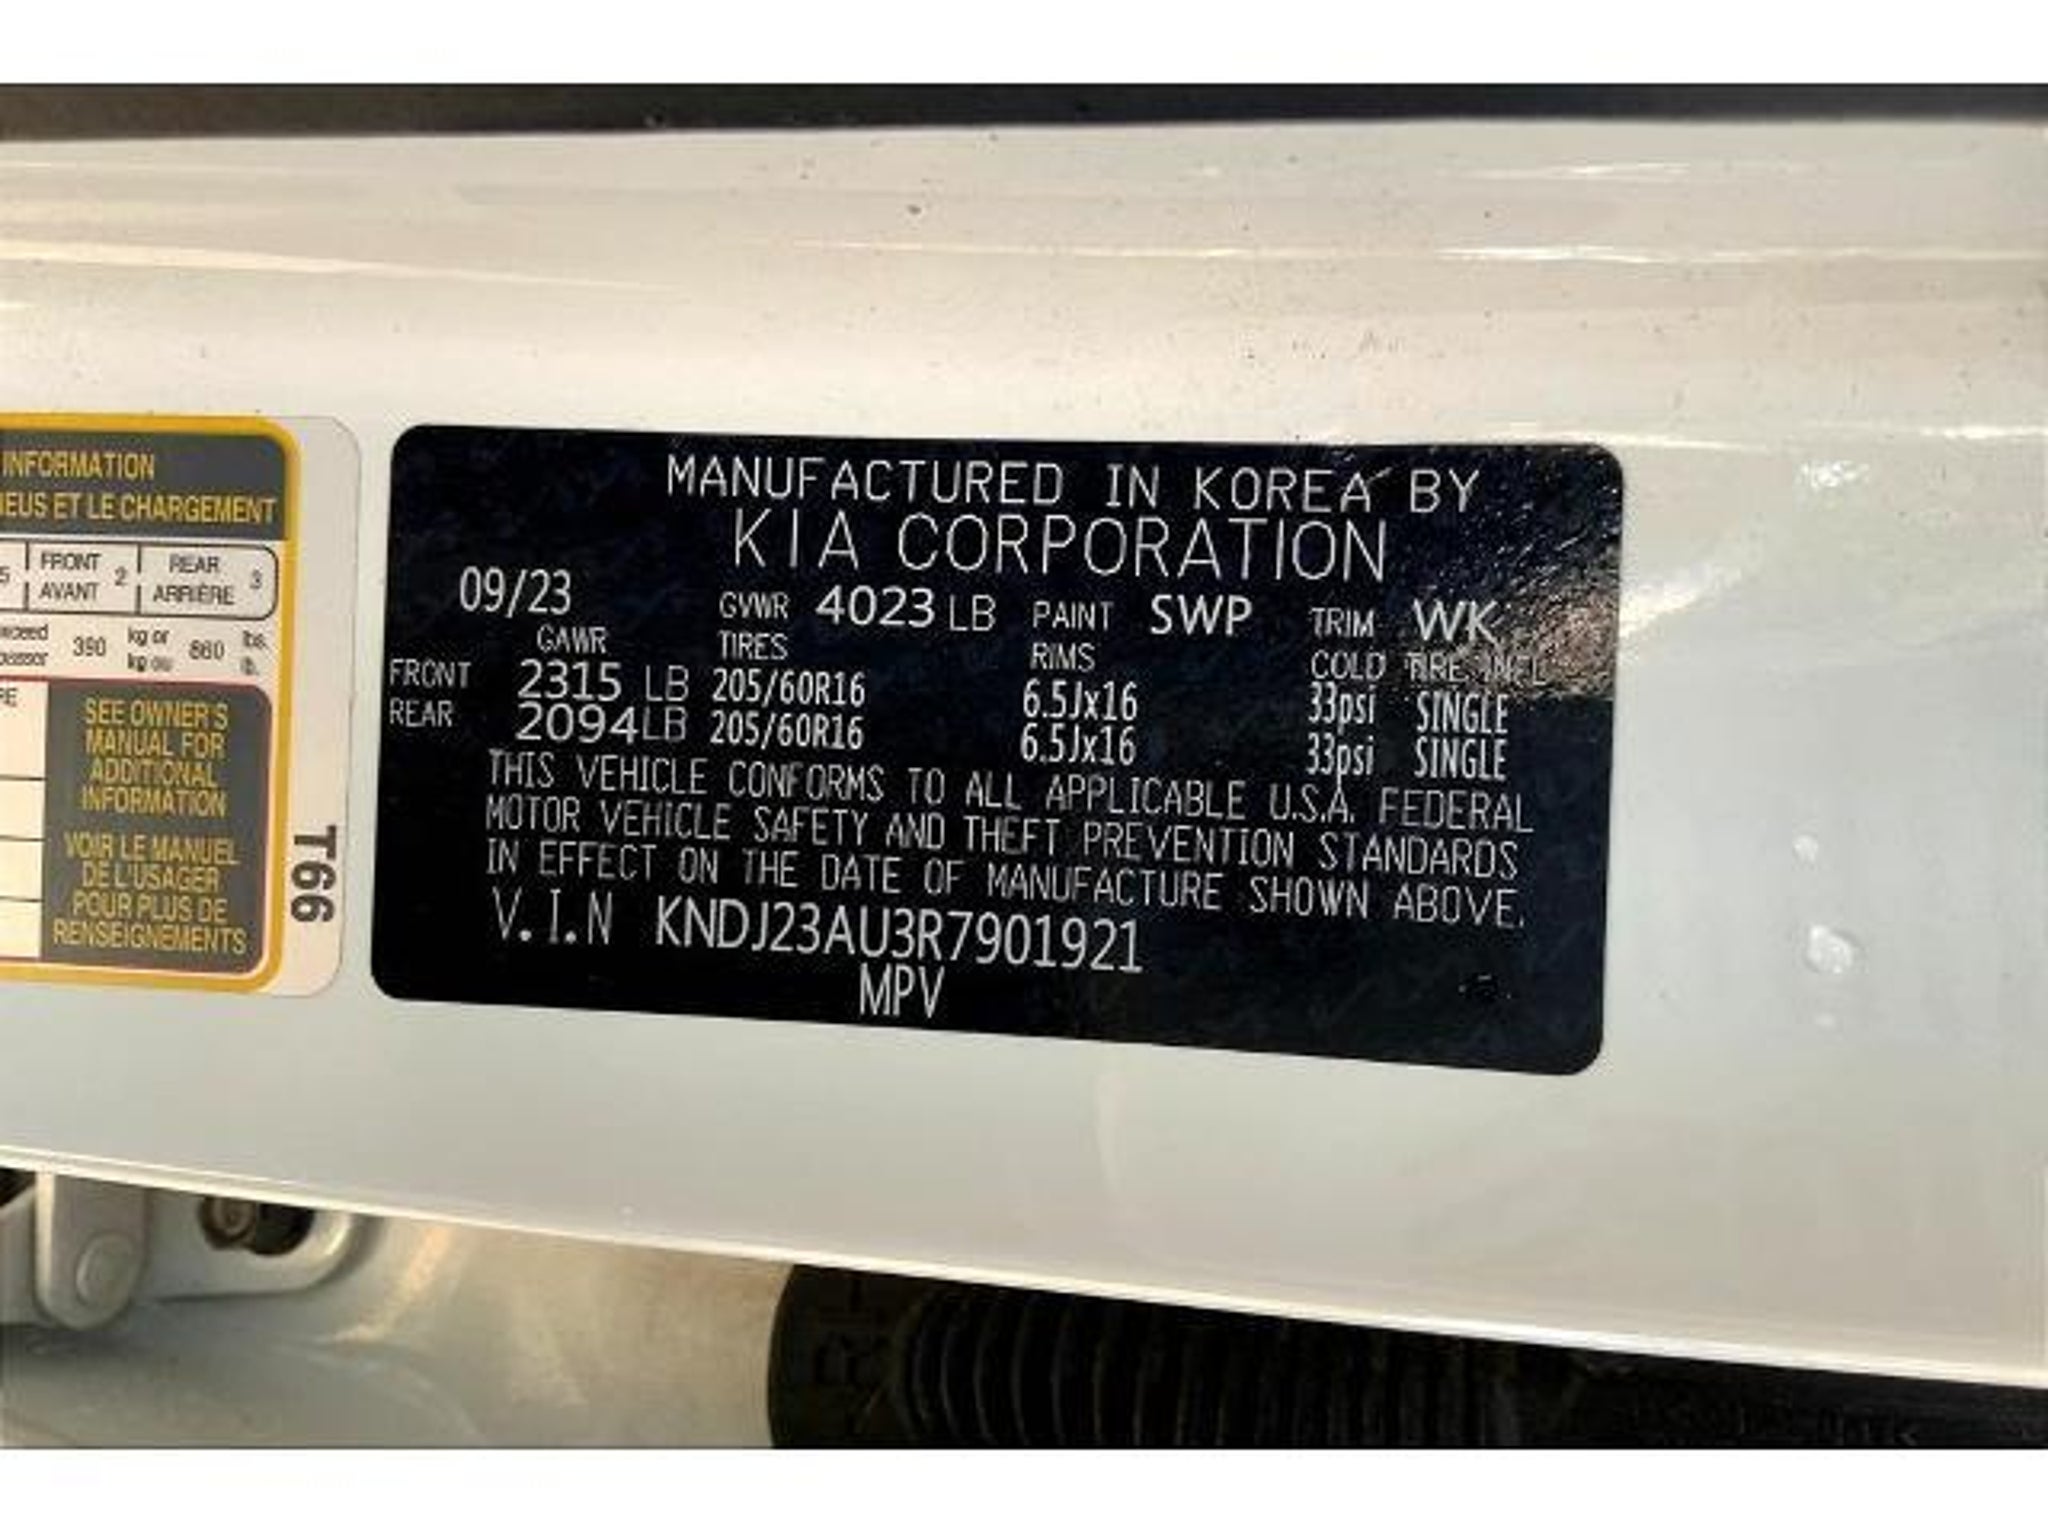 INFORMATION
NEUS ET LE CHARGEMENT
5 FRONT AVANT 2 REAR ARRIÈRE 3
390 kg or kg ou 860 lbs. lb.
SEE OWNER'S
MANUAL FOR
ADDITIONAL
INFORMATION
VOIR LE MANUEL
DE L'USAGER
POUR PLUS DE
RENSEIGNEMENTS
T66
MANUFACTURED IN KOREA BY
KIA CORPORATION
09/23 GVWR 4023 LB PAINT SWP TRIM WK
GAWR TIRES RIMS COLD TIRE INFL
FRONT 2315 LB 205/60R16 6.5Jx16 33psi SINGLE
REAR 2094 LB 205/60R16 6.5Jx16 33psi SINGLE
THIS VEHICLE CONFORMS TO ALL APPLICABLE U.S.A. FEDERAL
MOTOR VEHICLE SAFETY AND THEFT PREVENTION STANDARDS
IN EFFECT ON THE DATE OF MANUFACTURE SHOWN ABOVE.
V.I.N KNDJ23AU3R7901921
MPV